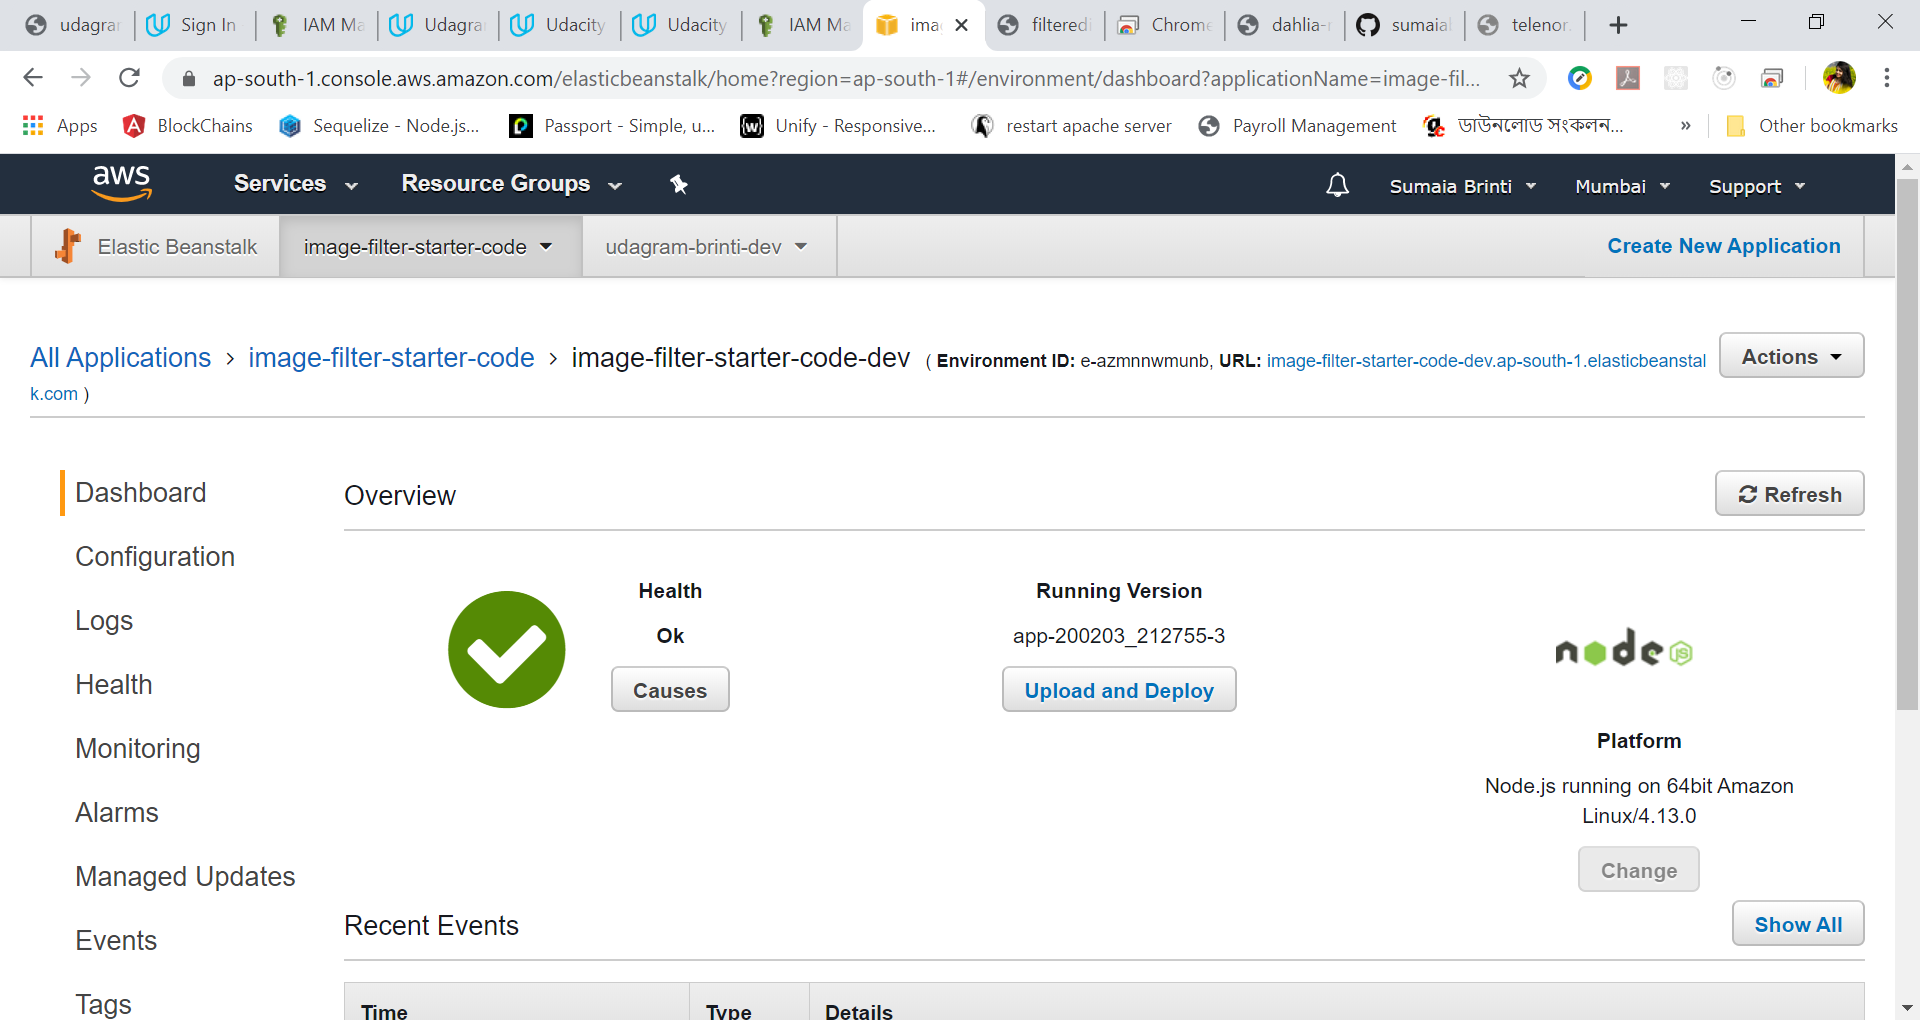 udagrar Sign In IAM Ma Udagra Udacity Udacity IAM Ma ima filteredi Chrome dahlia-r sumaial telenor.
ap-south-1.console.aws.amazon.com/elasticbeanstalk/home?region=ap-south-1#/environment/dashboard?applicationName=image-fil...
Apps BlockChains Sequelize - Node.js... Passport - Simple, u... Unify - Responsive... restart apache server Payroll Management ডাউনলোড সংকলন... » Other bookmarks
aws Services Resource Groups Sumaia Brinti Mumbai Support
Elastic Beanstalk image-filter-starter-code udagram-brinti-dev Create New Application
All Applications › image-filter-starter-code › image-filter-starter-code-dev ( Environment ID: e-azmnnwmunb, URL: image-filter-starter-code-dev.ap-south-1.elasticbeanstal
k.com )
Actions
Dashboard
Configuration
Logs
Health
Monitoring
Alarms
Managed Updates
Events
Tags
Overview
Refresh
Health
Ok
Causes
Running Version
app-200203_212755-3
Upload and Deploy
node JS
Platform
Node.js running on 64bit Amazon
Linux/4.13.0
Change
Recent Events
Show All
Time Type Details